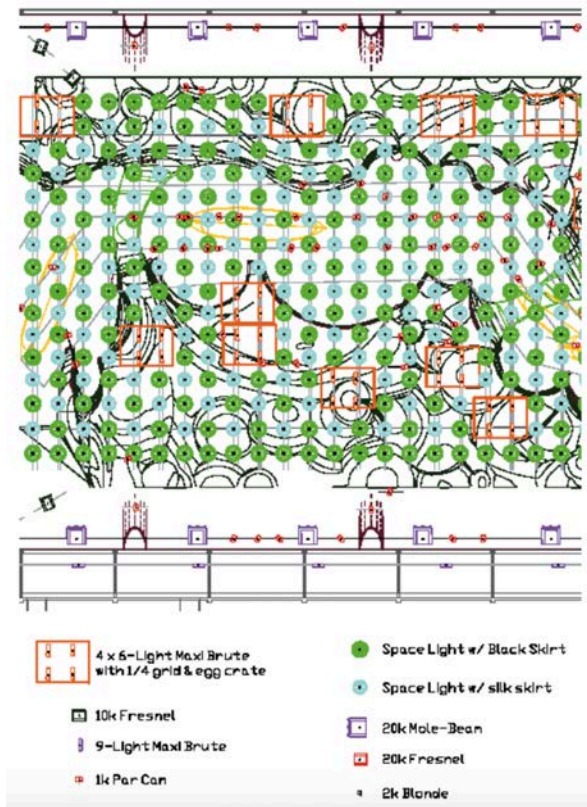 4 x 6-Light Maxi Brute
with 1/4 grid & egg crate
10k Fresnel
9-Light Maxi Brute
1k Par Can
Space Light w/ Black Skirt
Space Light w/ silk skirt
20k Mole-Beam
20k Fresnel
2k Blonde